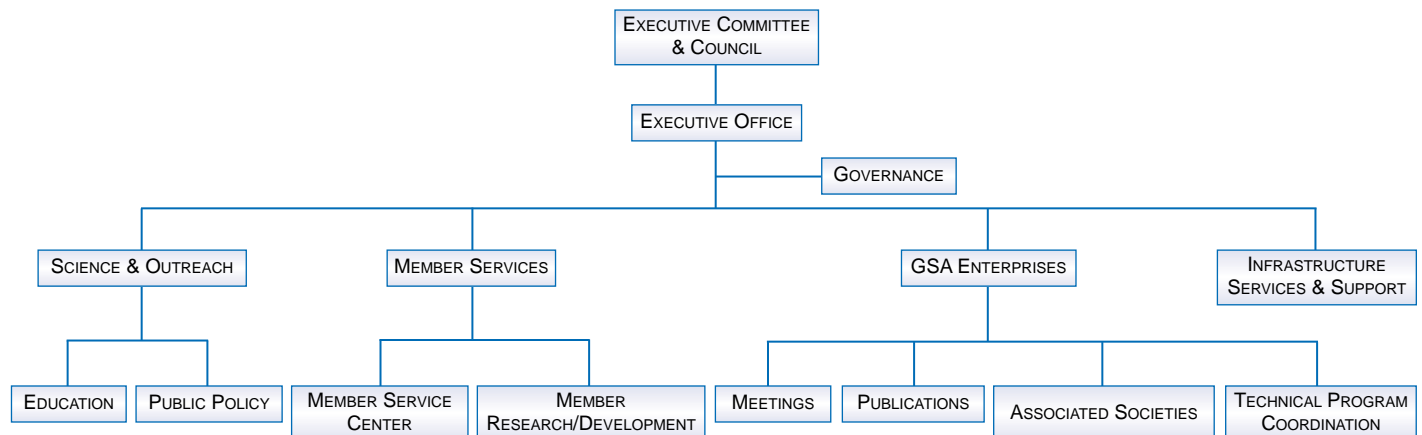 Executive Committee
& Council
Executive Office
Governance
Science & Outreach
Member Services
GSA Enterprises
Infrastructure
Services & Support
Education
Public Policy
Member Service
Center
Member
Research/Development
Meetings
Publications
Associated Societies
Technical Program
Coordination